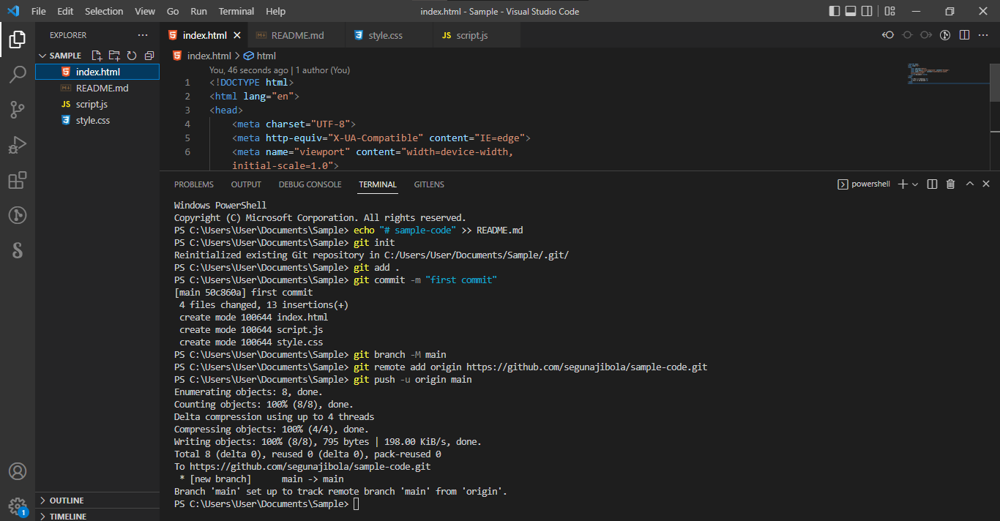 File Edit Selection View Go Run Terminal Help index.html - Sample - Visual Studio Code
EXPLORER
SAMPLE
index.html
README.md
script.js
style.css
OUTLINE
TIMELINE
1
index.html README.md style.css JS script.js
index.html > html
You, 46 seconds ago | 1 author (You)
1 <!DOCTYPE html>
2 <html lang="en">
3 <head>
4 <meta charset="UTF-8">
5 <meta http-equiv="X-UA-Compatible" content="IE=edge">
6 <meta name="viewport" content="width=device-width,
initial-scale=1.0">
PROBLEMS OUTPUT DEBUG CONSOLE TERMINAL GITLENS powershell
Windows PowerShell
Copyright (C) Microsoft Corporation. All rights reserved.
PS C:\Users\User\Documents\Sample> echo "# sample-code" >> README.md
PS C:\Users\User\Documents\Sample> git init
Reinitialized existing Git repository in C:/Users/User/Documents/Sample/.git/
PS C:\Users\User\Documents\Sample> git add .
PS C:\Users\User\Documents\Sample> git commit -m "first commit"
[main 50c860a] first commit
4 files changed, 13 insertions(+)
create mode 100644 index.html
create mode 100644 script.js
create mode 100644 style.css
PS C:\Users\User\Documents\Sample> git branch -M main
PS C:\Users\User\Documents\Sample> git remote add origin https://github.com/segunajibola/sample-code.git
PS C:\Users\User\Documents\Sample> git push -u origin main
Enumerating objects: 8, done.
Counting objects: 100% (8/8), done.
Delta compression using up to 4 threads
Compressing objects: 100% (4/4), done.
Writing objects: 100% (8/8), 795 bytes | 198.00 KiB/s, done.
Total 8 (delta 0), reused 0 (delta 0), pack-reused 0
To https://github.com/segunajibola/sample-code.git
* [new branch] main -> main
Branch 'main' set up to track remote branch 'main' from 'origin'.
PS C:\Users\User\Documents\Sample>